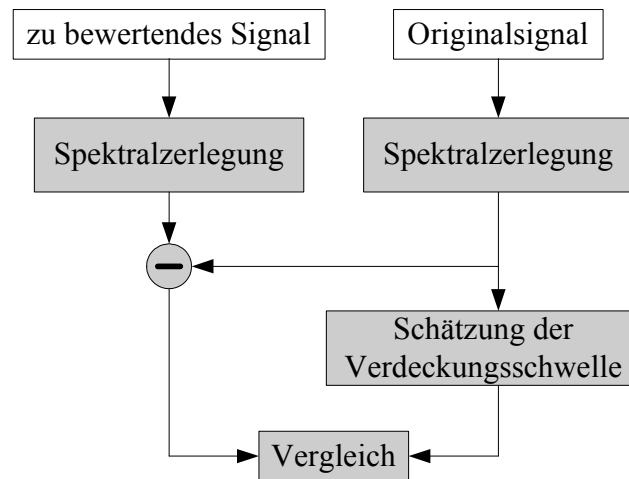 zu bewertendes Signal
Originalsignal
Spektralzerlegung
Spektralzerlegung
Schätzung der
Verdeckungsschwelle
Vergleich